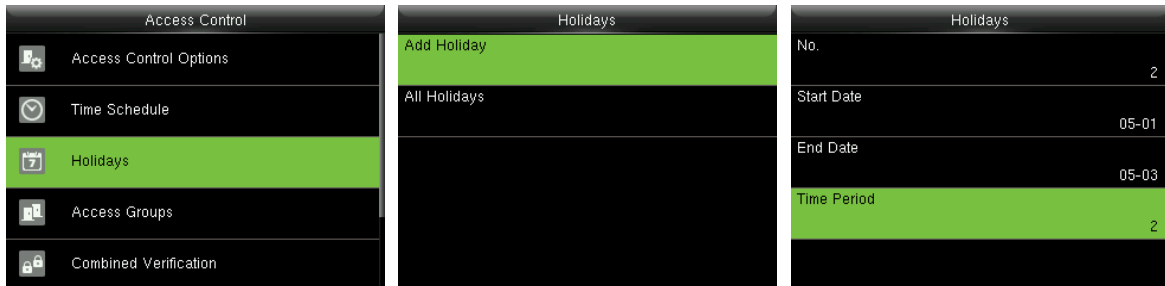 Access Control
Access Control Options
Time Schedule
7
Holidays
Access Groups
Combined Verification
Holidays
Add Holiday
All Holidays
Holidays
No.
2
Start Date
05-01
End Date
05-03
Time Period
2